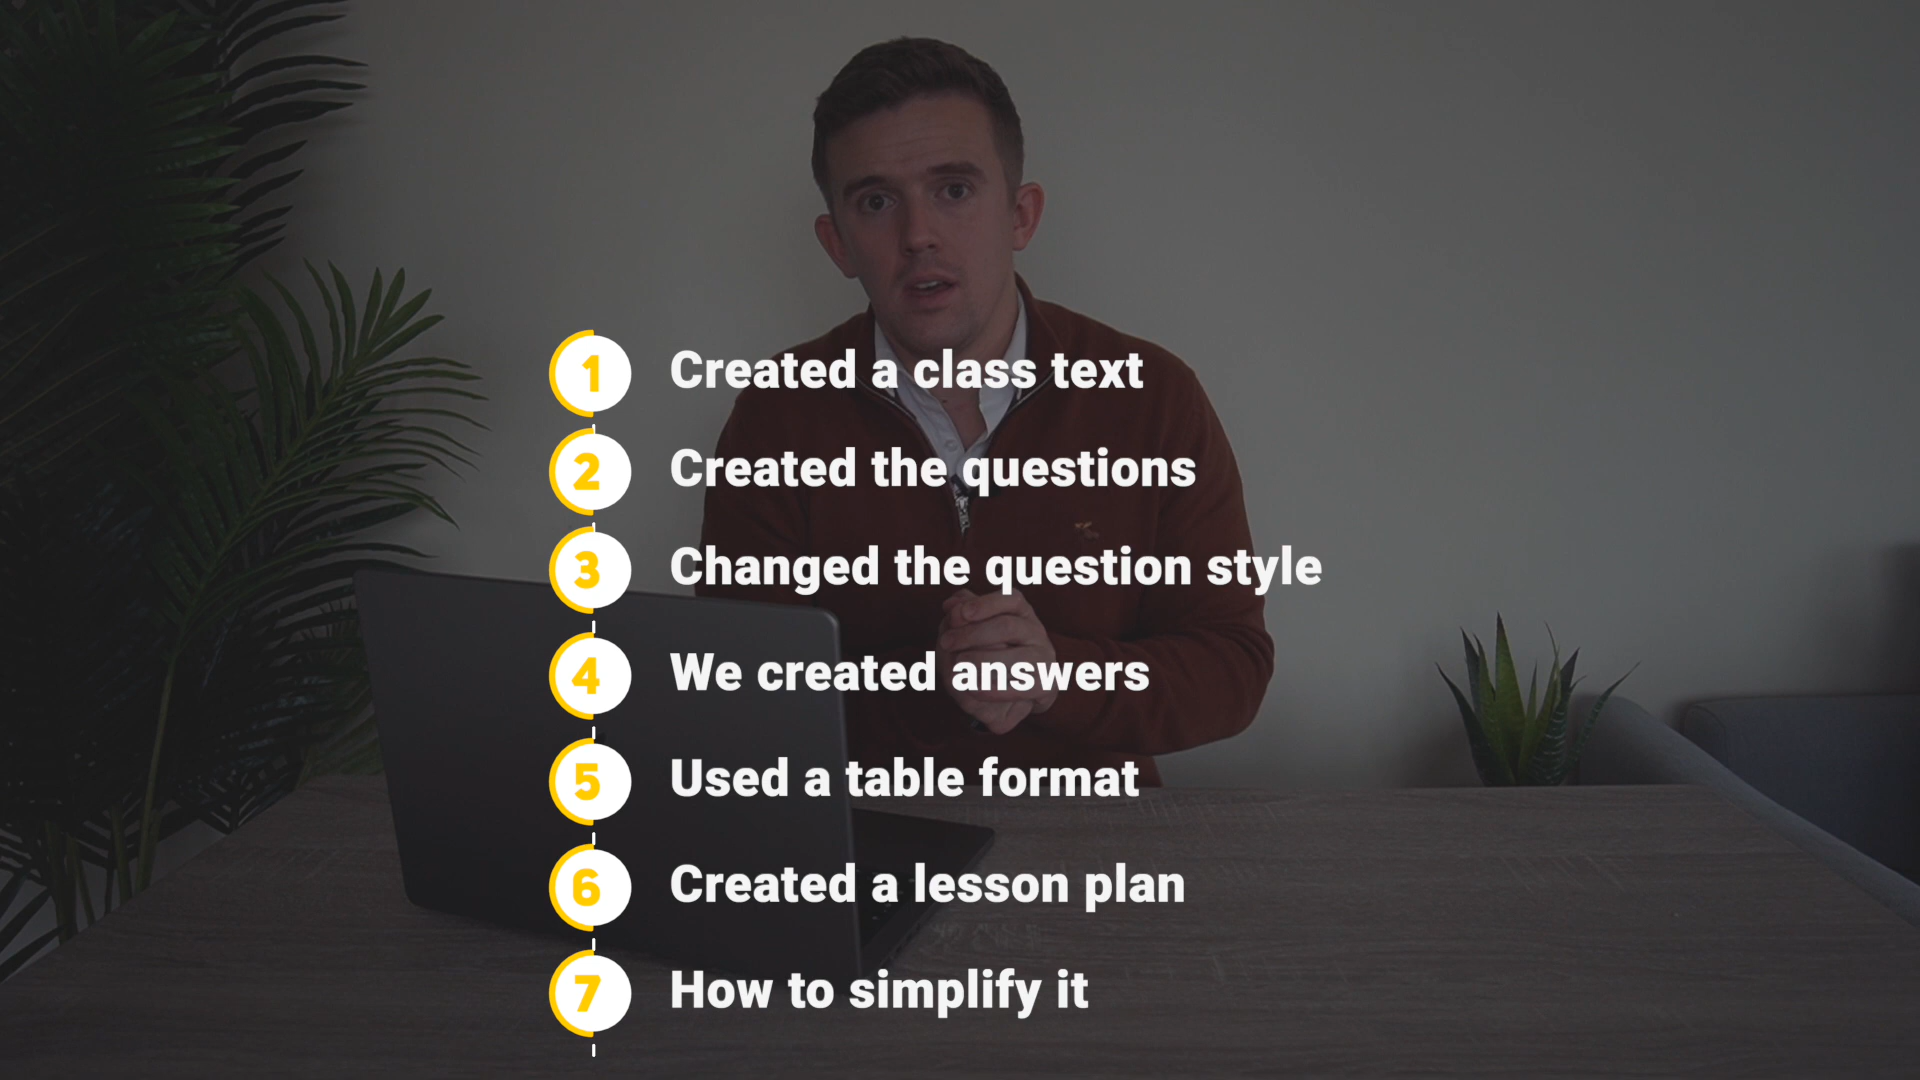 1 Created a class text
2 Created the questions
3 Changed the question style
4 We created answers
5 Used a table format
6 Created a lesson plan
7 How to simplify it